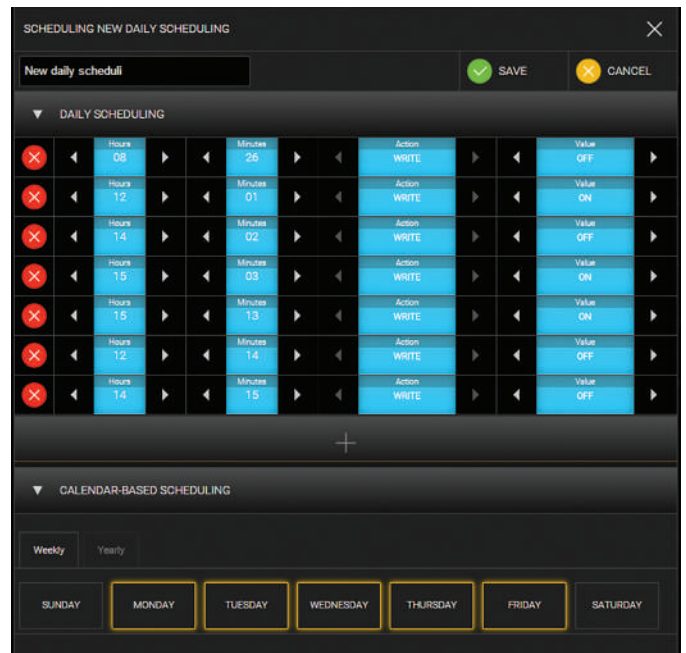 SCHEDULING NEW DAILY SCHEDULING
New daily scheduli SAVE CANCEL
DAILY SCHEDULING
Hours Minutes Action Value
08 26 WRITE OFF
Hours Minutes Action Value
12 01 WRITE ON
Hours Minutes Action Value
14 02 WRITE OFF
Hours Minutes Action Value
15 03 WRITE ON
Hours Minutes Action Value
15 13 WRITE ON
Hours Minutes Action Value
12 14 WRITE OFF
Hours Minutes Action Value
14 15 WRITE OFF
CALENDAR-BASED SCHEDULING
Weekly Yearly
SUNDAY MONDAY TUESDAY WEDNESDAY THURSDAY FRIDAY SATURDAY